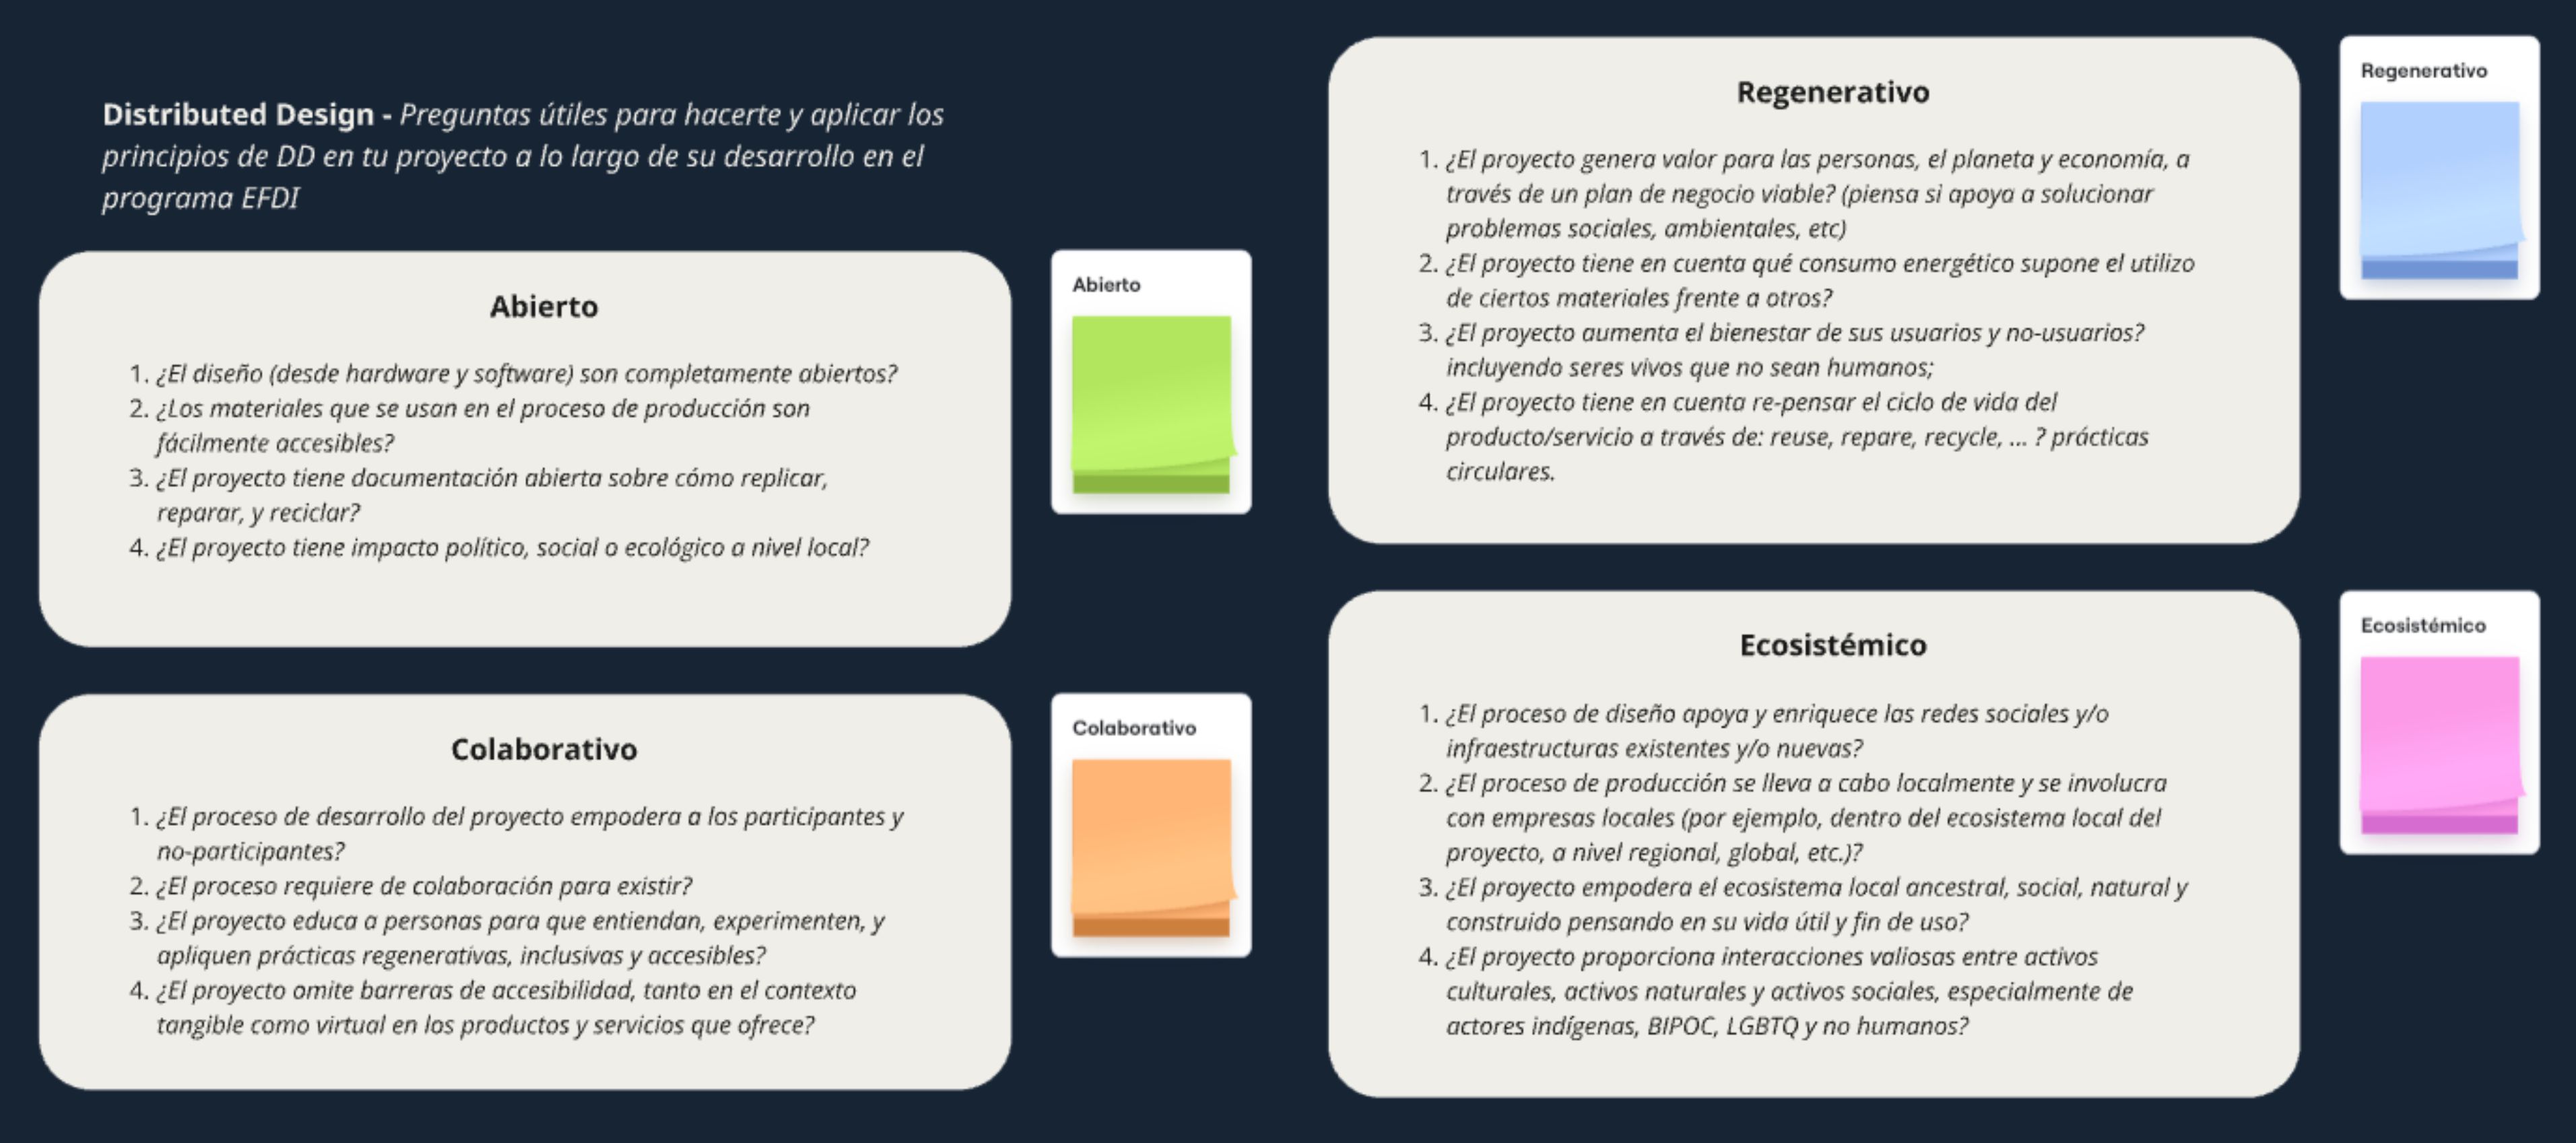 Distributed Design - Preguntas útiles para hacerte y aplicar los
principios de DD en tu proyecto a lo largo de su desarrollo en el
programa EFDI
Abierto
1. ¿El diseño (desde hardware y software) son completamente abiertos?
2. ¿Los materiales que se usan en el proceso de producción son
fácilmente accesibles?
3. ¿El proyecto tiene documentación abierta sobre cómo replicar,
reparar, y reciclar?
4. ¿El proyecto tiene impacto político, social o ecológico a nivel local?
Abierto
Colaborativo
1. ¿El proceso de desarrollo del proyecto empodera a los participantes y
no-participantes?
2. ¿El proceso requiere de colaboración para existir?
3. ¿El proyecto educa a personas para que entiendan, experimenten, y
apliquen prácticas regenerativas, inclusivas y accesibles?
4. ¿El proyecto omite barreras de accesibilidad, tanto en el contexto
tangible como virtual en los productos y servicios que ofrece?
Colaborativo
Regenerativo
1. ¿El proyecto genera valor para las personas, el planeta y economía, a
través de un plan de negocio viable? (piensa si apoya a solucionar
problemas sociales, ambientales, etc)
2. ¿El proyecto tiene en cuenta qué consumo energético supone el utilizo
de ciertos materiales frente a otros?
3. ¿El proyecto aumenta el bienestar de sus usuarios y no-usuarios?
incluyendo seres vivos que no sean humanos;
4. ¿El proyecto tiene en cuenta re-pensar el ciclo de vida del
producto/servicio a través de: reuse, repare, recycle, ... ? prácticas
circulares.
Regenerativo
Ecosistémico
1. ¿El proceso de diseño apoya y enriquece las redes sociales y/o
infraestructuras existentes y/o nuevas?
2. ¿El proceso de producción se lleva a cabo localmente y se involucra
con empresas locales (por ejemplo, dentro del ecosistema local del
proyecto, a nivel regional, global, etc.)?
3. ¿El proyecto empodera el ecosistema local ancestral, social, natural y
construido pensando en su vida útil y fin de uso?
4. ¿El proyecto proporciona interacciones valiosas entre activos
culturales, activos naturales y activos sociales, especialmente de
actores indígenas, BIPOC, LGBTQ y no humanos?
Ecosistémico